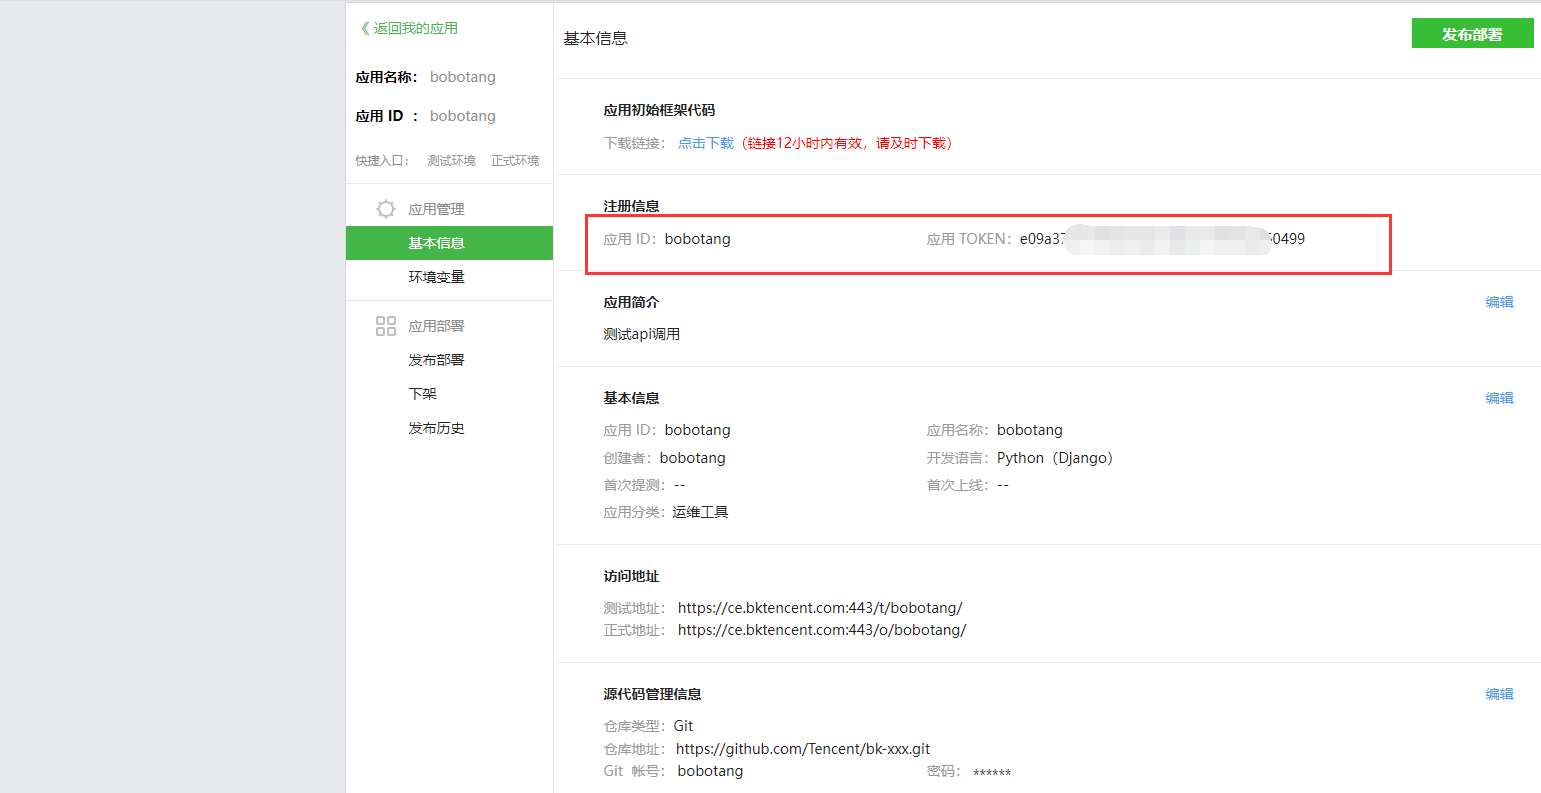 《 返回我的应用
应用名称： bobotang
应用 ID ： bobotang
快捷入口： 测试环境 正式环境
应用管理
基本信息
环境变量
应用部署
发布部署
下架
发布历史
基本信息
发布部署
应用初始框架代码
下载链接： 点击下载（链接12小时内有效，请及时下载）
注册信息
应用 ID：bobotang 应用 TOKEN：e09a37 50499
应用简介 编辑
测试api调用
基本信息 编辑
应用 ID：bobotang 应用名称：bobotang
创建者：bobotang 开发语言：Python（Django）
首次提测：-- 首次上线：--
应用分类：运维工具
访问地址
测试地址： https://ce.bktencent.com:443/t/bobotang/
正式地址： https://ce.bktencent.com:443/o/bobotang/
源代码管理信息 编辑
仓库类型：Git
仓库地址： https://github.com/Tencent/bk-xxx.git
Git 帐号： bobotang 密码： ******